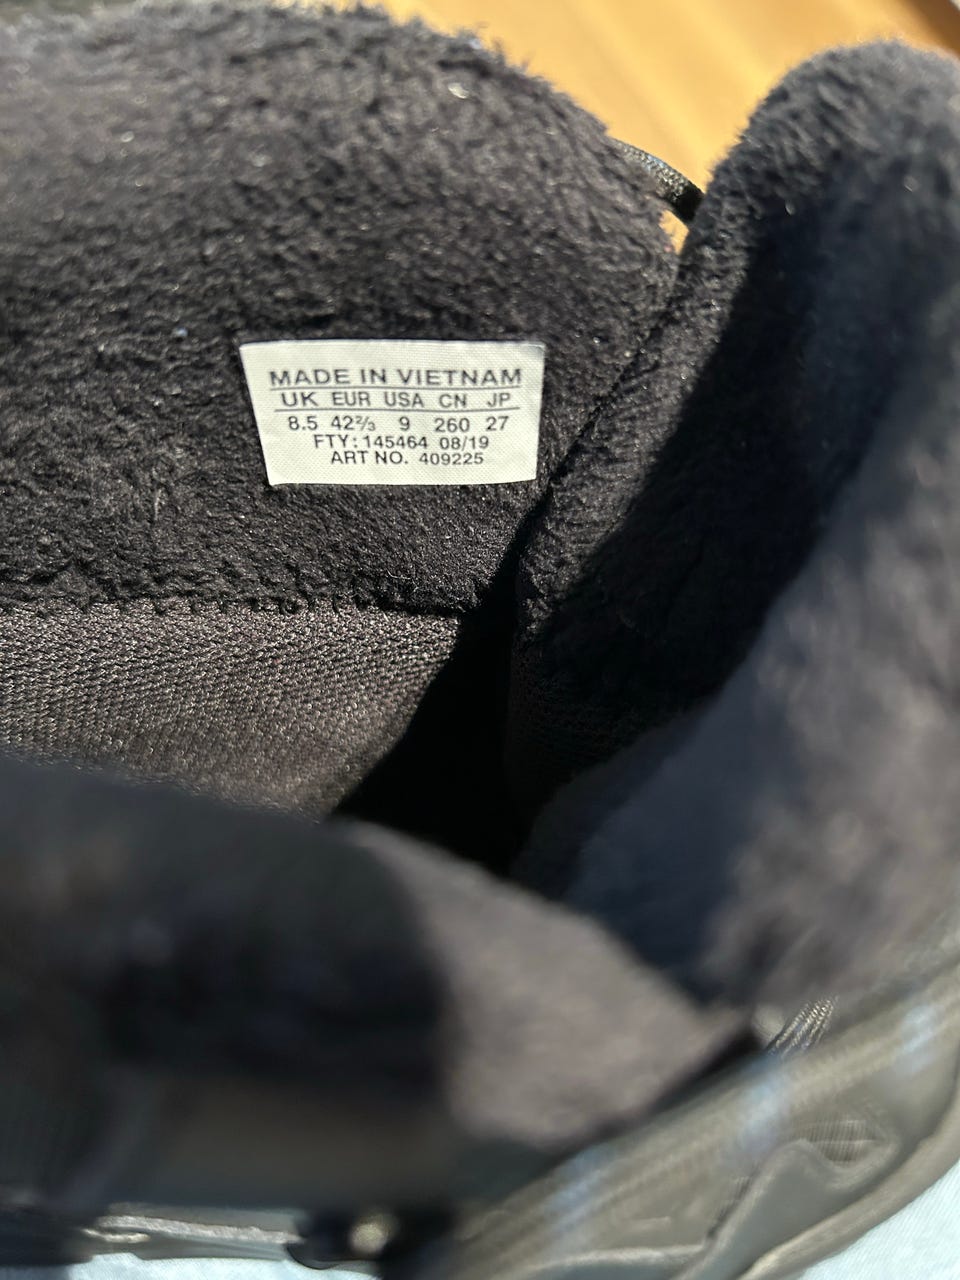 MADE IN VIETNAM
UK EUR USA CN JP
8.5 42⅔ 9 260 27
FTY: 145464 08/19
ART NO. 409225